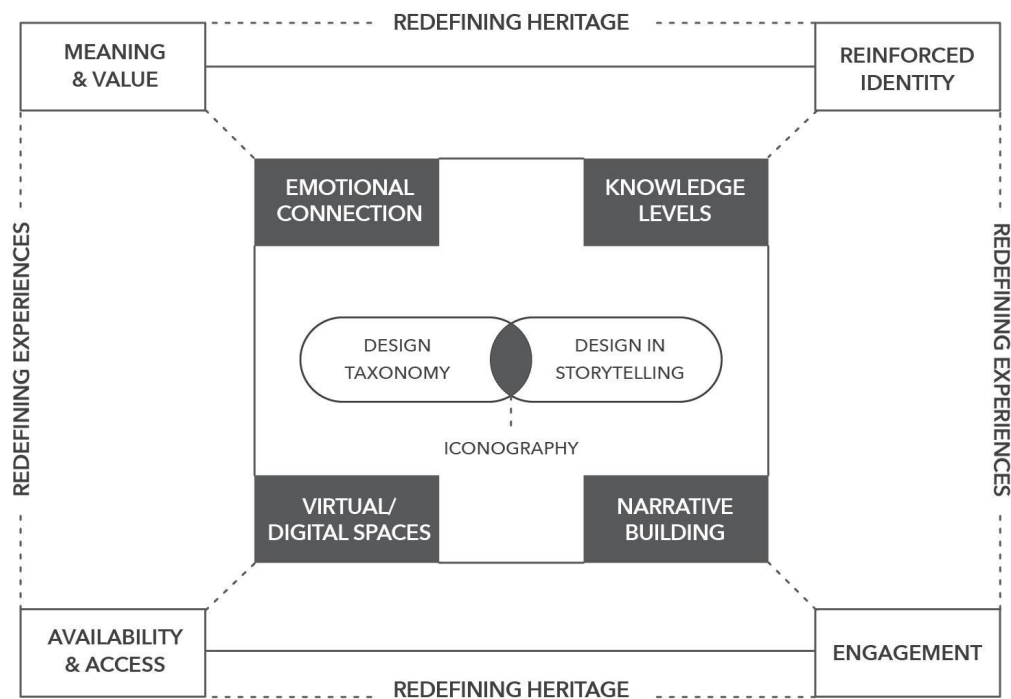 REDEFINING HERITAGE
MEANING
& VALUE
REINFORCED
IDENTITY
EMOTIONAL
CONNECTION
KNOWLEDGE
LEVELS
REDEFINING EXPERIENCES
REDEFINING EXPERIENCES
DESIGN
TAXONOMY
DESIGN IN
STORYTELLING
ICONOGRAPHY
VIRTUAL/
DIGITAL SPACES
NARRATIVE
BUILDING
AVAILABILITY
& ACCESS
ENGAGEMENT
REDEFINING HERITAGE